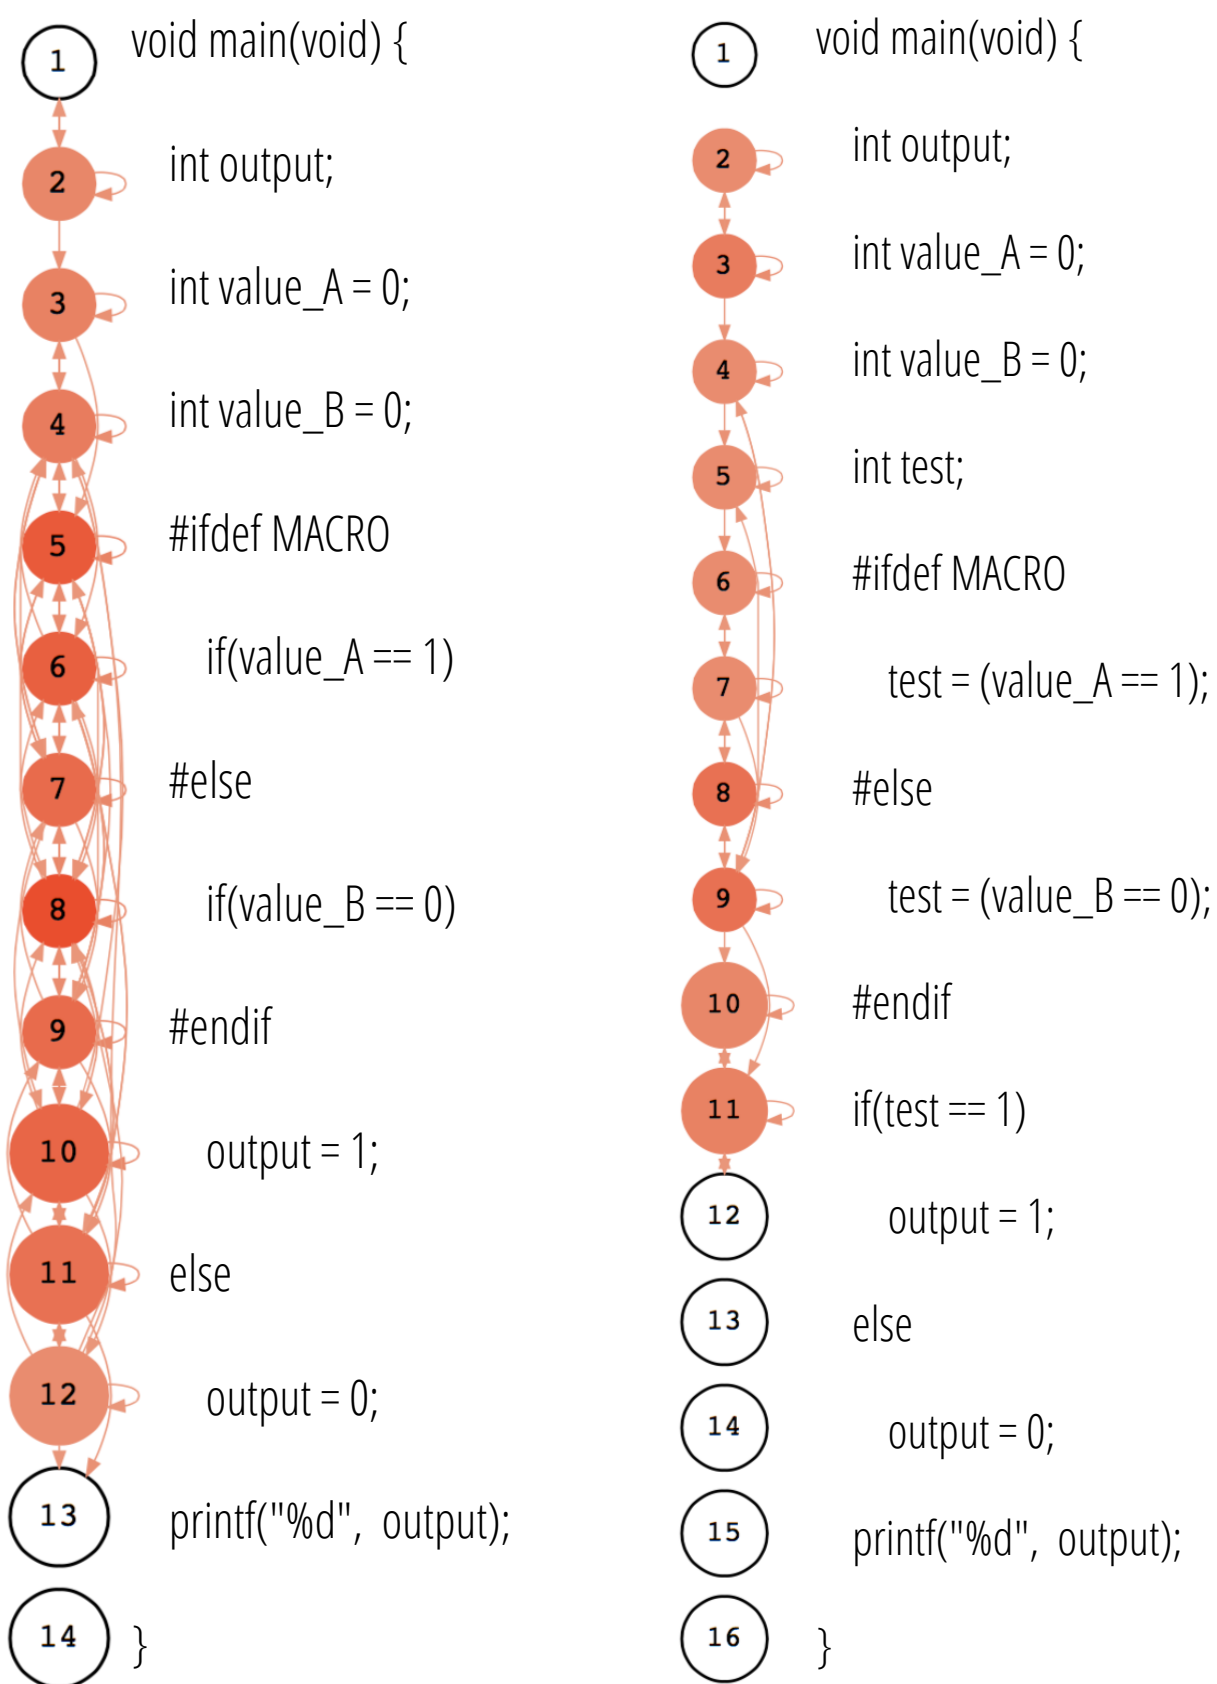 1 void main(void) {
2 int output;
3 int value_A = 0;
4 int value_B = 0;
5 #ifdef MACRO
6 if(value_A == 1)
7 #else
8 if(value_B == 0)
9 #endif
10 output = 1;
11 else
12 output = 0;
13 printf("%d", output);
14 }
1 void main(void) {
2 int output;
3 int value_A = 0;
4 int value_B = 0;
5 int test;
6 #ifdef MACRO
7 test = (value_A == 1);
8 #else
9 test = (value_B == 0);
10 #endif
11 if(test == 1)
12 output = 1;
13 else
14 output = 0;
15 printf("%d", output);
16 }